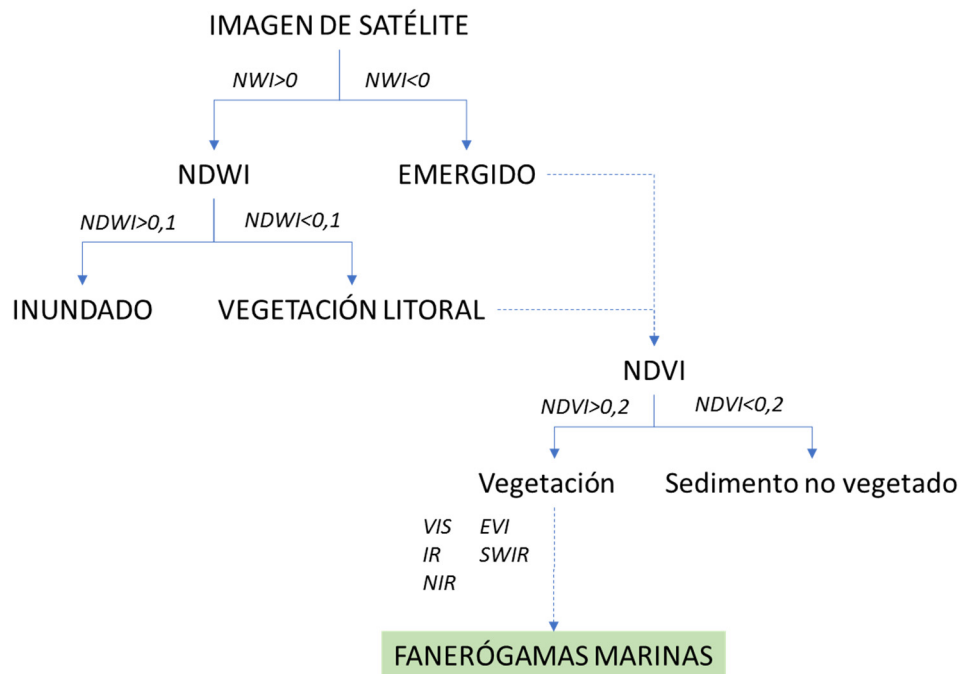 IMAGEN DE SATÉLITE
NWI>0 NWI<0
NDWI EMERGIDO
NDWI>0,1 NDWI<0,1
INUNDADO VEGETACIÓN LITORAL
NDVI
NDVI>0,2 NDVI<0,2
Vegetación Sedimento no vegetado
VIS EVI
IR SWIR
NIR
FANERÓGAMAS MARINAS